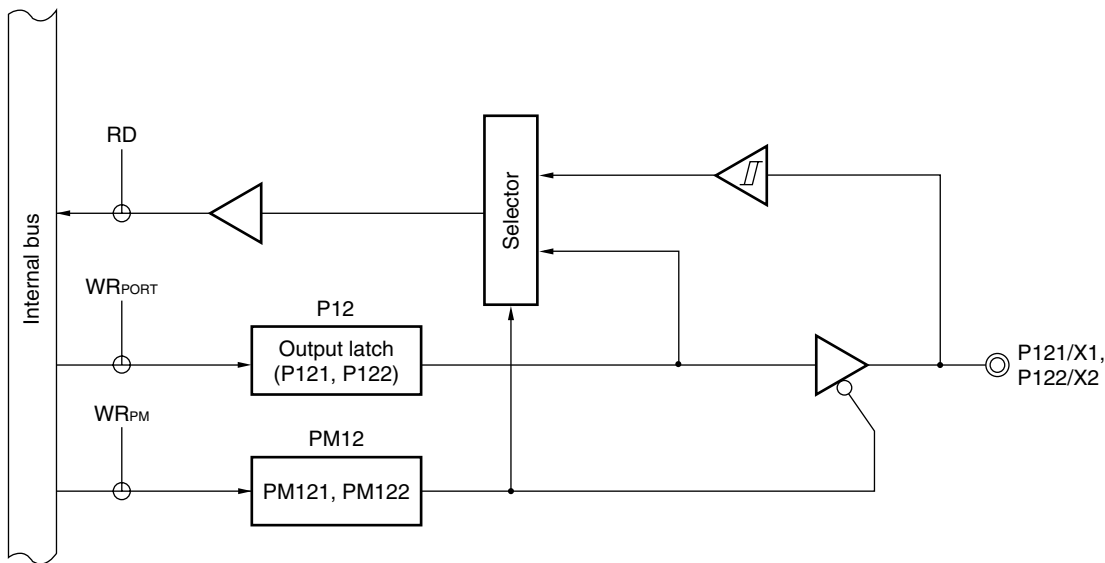 Internal bus
RD
Selector
WRPORT
P12
Output latch
(P121, P122)
P121/X1,
P122/X2
WRPM
PM12
PM121, PM122